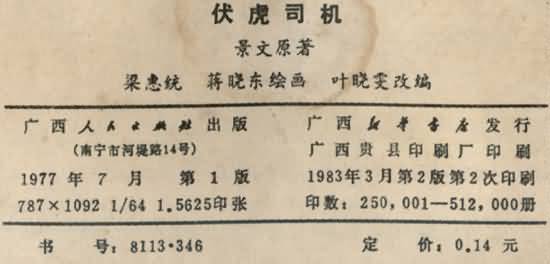 伏虎司机
景文原著
梁惠统 蒋晓东绘画 叶晓雯改编
广西人民出版社出版
(南宁市河堤路14号)
1977年7月 第1版
787×1092 1/64 1.5625印张
广西新华书店发行
广西贵县印刷厂印刷
1983年3月第2版第2次印刷
印数：250,001—512,000册
书 号：8113·346
定 价：0.14元